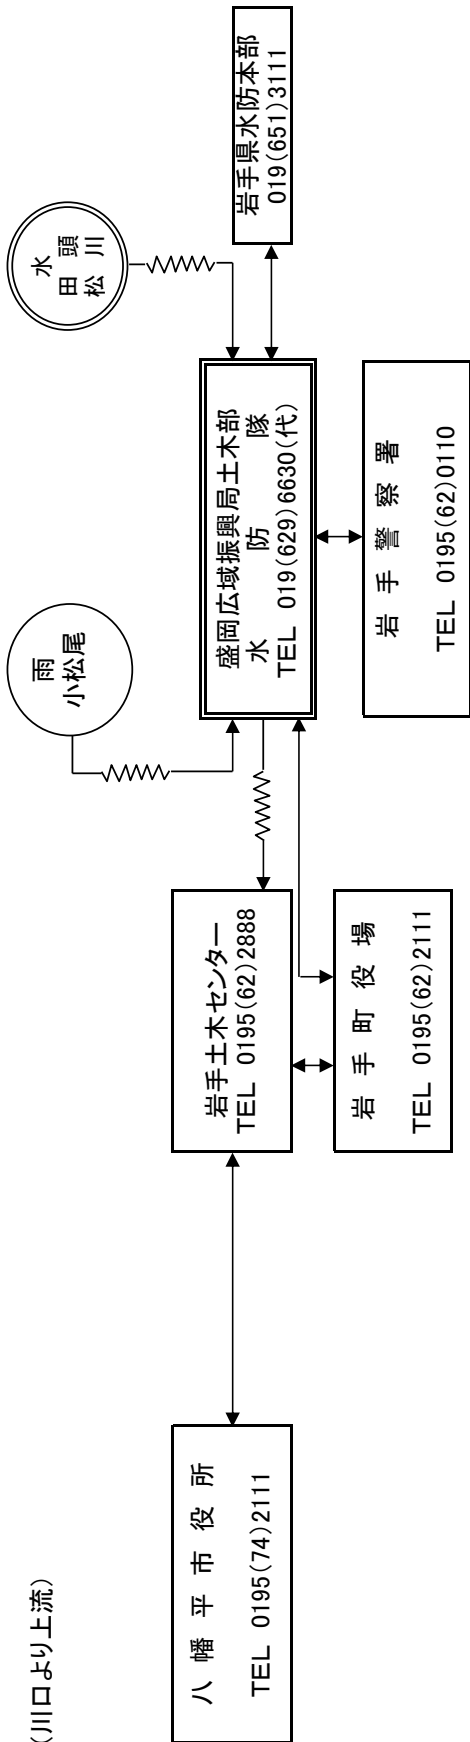 (川口より上流)
雨
小松尾
水
田頭
松川
八幡平市役所
TEL 0195(74)2111
岩手土木センター
TEL 0195(62)2888
岩手町役場
TEL 0195(62)2111
盛岡広域振興局土木部
水防隊
TEL 019(629)6630(代)
岩手警察署
TEL 0195(62)0110
岩手県水防本部
019(651)3111